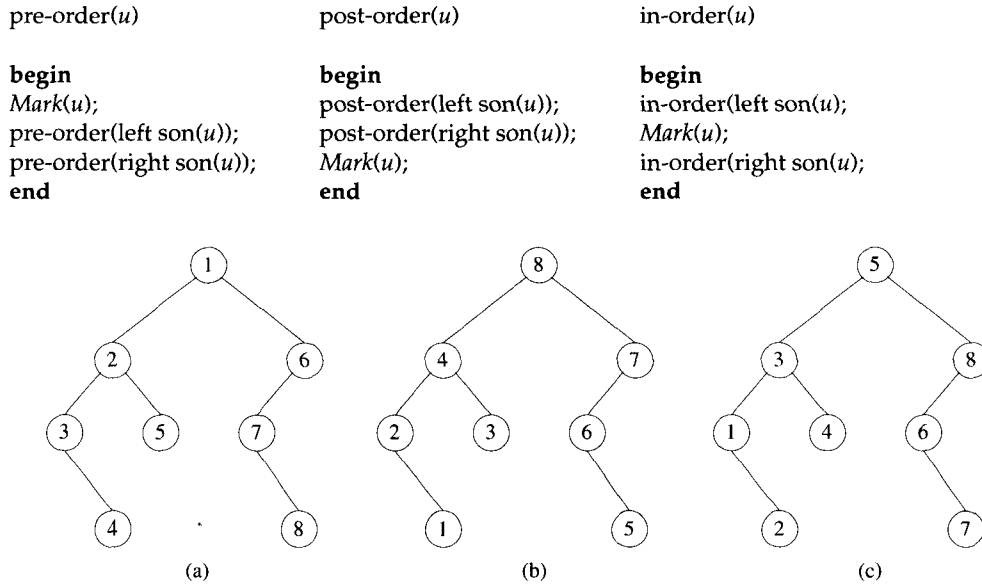 pre-order(u)
begin
Mark(u);
pre-order(left son(u));
pre-order(right son(u));
end
post-order(u)
begin
post-order(left son(u));
post-order(right son(u));
Mark(u);
end
in-order(u)
begin
in-order(left son(u);
Mark(u);
in-order(right son(u);
end
1
2 6
3 5 7
4 8
(a)
8
4 7
2 3 6
1 5
(b)
5
3 8
1 4 6
2 7
(c)